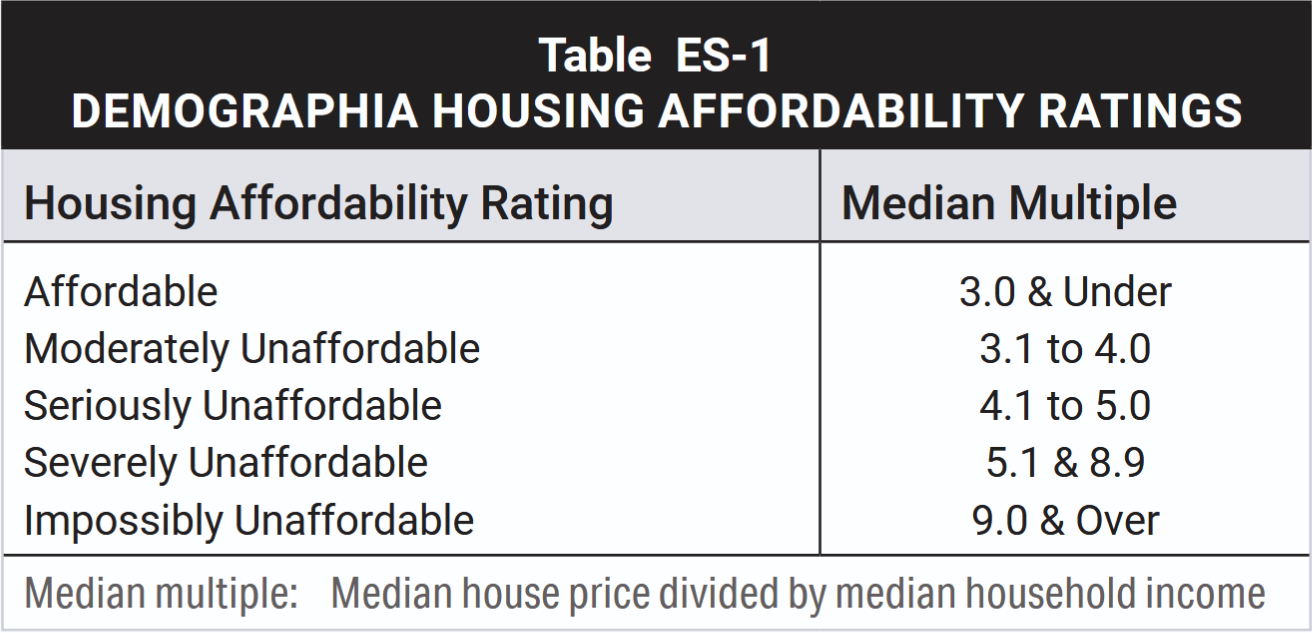 Table ES-1
DEMOGRAPHIA HOUSING AFFORDABILITY RATINGS
Housing Affordability Rating Median Multiple
Affordable 3.0 & Under
Moderately Unaffordable 3.1 to 4.0
Seriously Unaffordable 4.1 to 5.0
Severely Unaffordable 5.1 & 8.9
Impossibly Unaffordable 9.0 & Over
Median multiple: Median house price divided by median household income